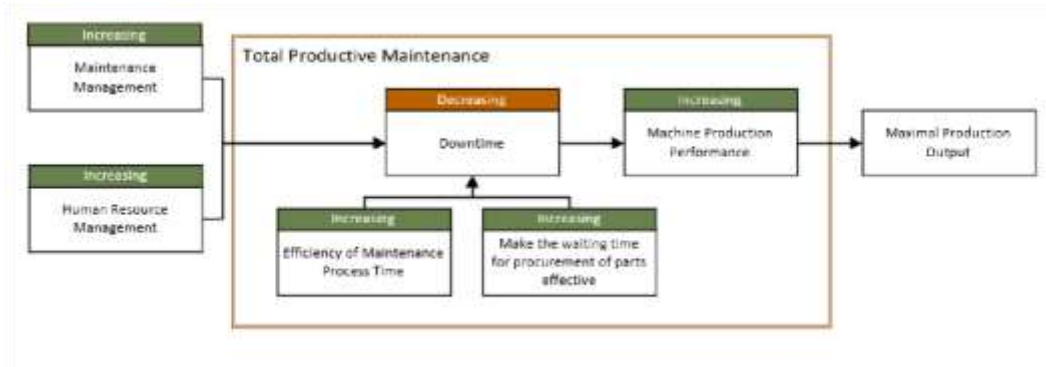 Increasing
Maintenance
Management
Total Productive Maintenance
Decreasing
Downtime
Increasing
Machine Production
Performance
Maximal Production
Output
Increasing
Human Resource
Management
Increasing
Efficiency of Maintenance
Process Time
Increasing
Make the waiting time
for procurement of parts
effective